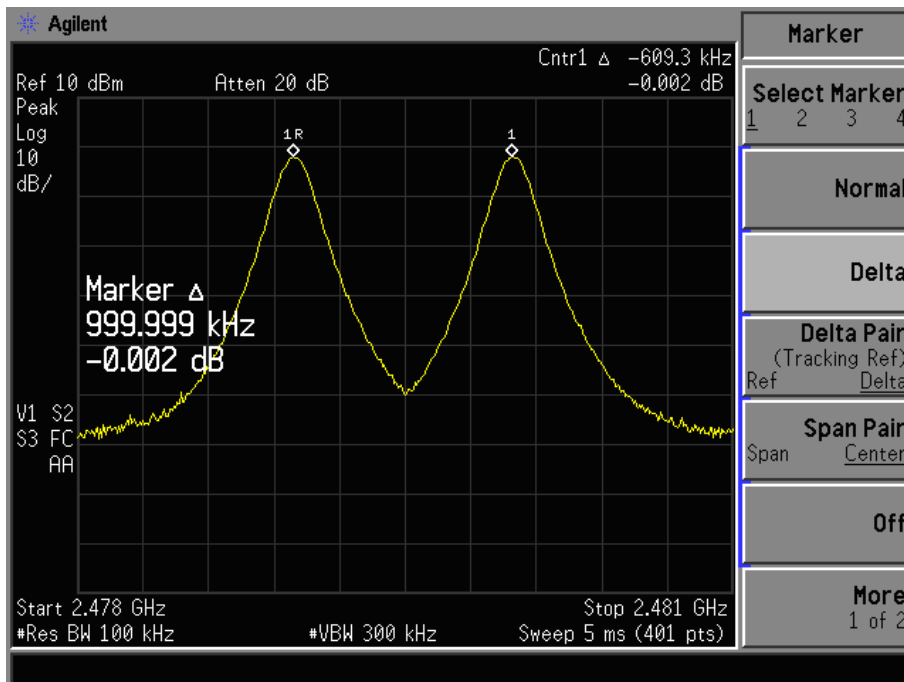 Agilent
Cntr1 Δ -609.3 kHz
Ref 10 dBm Atten 20 dB -0.002 dB
Peak
Log
10
dB/
1R 1
Marker Δ
999.999 kHz
-0.002 dB
V1 S2
S3 FC
AA
Start 2.478 GHz Stop 2.481 GHz
#Res BW 100 kHz #VBW 300 kHz Sweep 5 ms (401 pts)
Marker
Select Marker
1 2 3 4
Normal
Delta
Delta Pair
(Tracking Ref)
Ref Delta
Span Pair
Span Center
Off
More
1 of 2